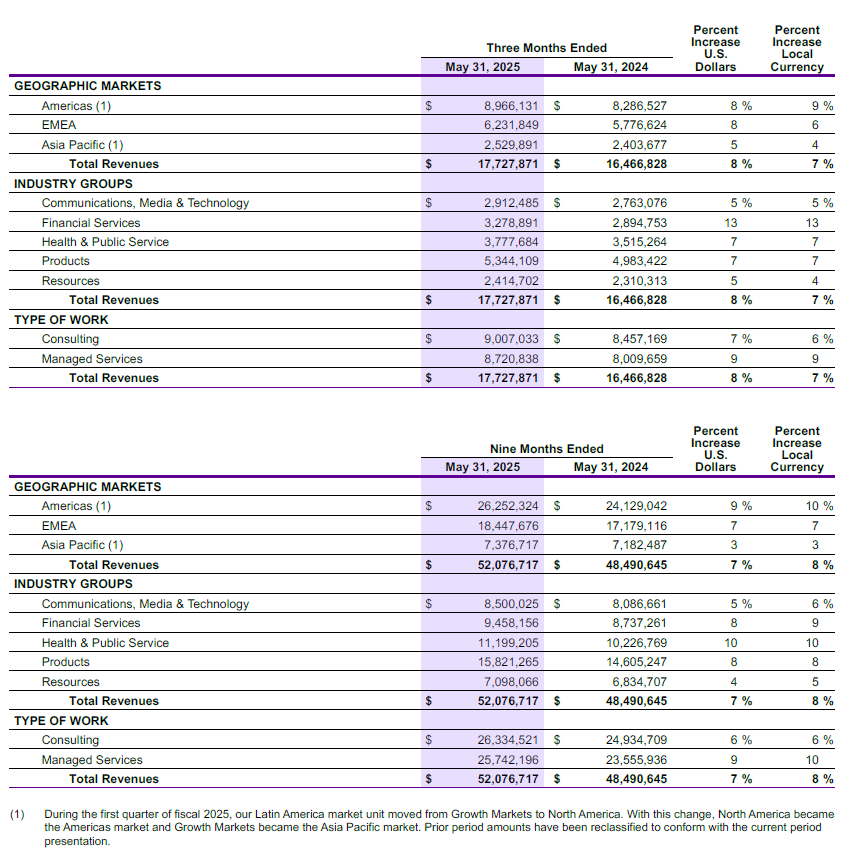 Three Months Ended Percent Increase U.S. Dollars Percent Increase Local Currency
May 31, 2025 May 31, 2024
GEOGRAPHIC MARKETS
Americas (1) $ 8,966,131 $ 8,286,527 8 % 9 %
EMEA 6,231,849 5,776,624 8 6
Asia Pacific (1) 2,529,891 2,403,677 5 4
Total Revenues $ 17,727,871 $ 16,466,828 8 % 7 %
INDUSTRY GROUPS
Communications, Media & Technology $ 2,912,485 $ 2,763,076 5 % 5 %
Financial Services 3,278,891 2,894,753 13 13
Health & Public Service 3,777,684 3,515,264 7 7
Products 5,344,109 4,983,422 7 7
Resources 2,414,702 2,310,313 5 4
Total Revenues $ 17,727,871 $ 16,466,828 8 % 7 %
TYPE OF WORK
Consulting $ 9,007,033 $ 8,457,169 7 % 6 %
Managed Services 8,720,838 8,009,659 9 9
Total Revenues $ 17,727,871 $ 16,466,828 8 % 7 %
Nine Months Ended Percent Increase U.S. Dollars Percent Increase Local Currency
May 31, 2025 May 31, 2024
GEOGRAPHIC MARKETS
Americas (1) $ 26,252,324 $ 24,129,042 9 % 10 %
EMEA 18,447,676 17,179,116 7 7
Asia Pacific (1) 7,376,717 7,182,487 3 3
Total Revenues $ 52,076,717 $ 48,490,645 7 % 8 %
INDUSTRY GROUPS
Communications, Media & Technology $ 8,500,025 $ 8,086,661 5 % 6 %
Financial Services 9,458,156 8,737,261 8 9
Health & Public Service 11,199,205 10,226,769 10 10
Products 15,821,265 14,605,247 8 8
Resources 7,098,066 6,834,707 4 5
Total Revenues $ 52,076,717 $ 48,490,645 7 % 8 %
TYPE OF WORK
Consulting $ 26,334,521 $ 24,934,709 6 % 6 %
Managed Services 25,742,196 23,555,936 9 10
Total Revenues $ 52,076,717 $ 48,490,645 7 % 8 %
(1) During the first quarter of fiscal 2025, our Latin America market unit moved from Growth Markets to North America. With this change, North America became
the Americas market and Growth Markets became the Asia Pacific market. Prior period amounts have been reclassified to conform with the current period
presentation.